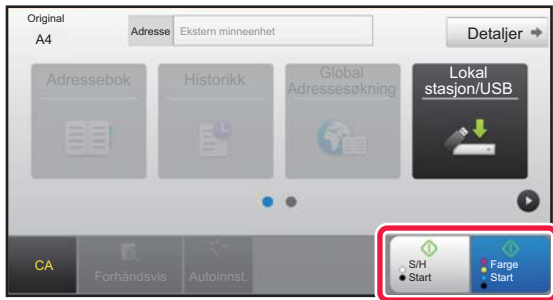 Original
A4
Adresse
Ekstern minneenhet
Detaljer
Adressebok
Historikk
Global
Adressesøkning
Lokal
stasjon/USB
CA
Forhåndsvis
Autoinnst.
S/H
Start
Farge
Start